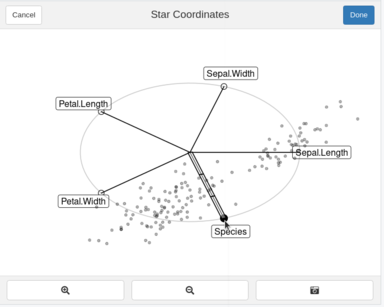 Cancel
Star Coordinates
Done
Sepal.Width
Petal.Length
Sepal.Length
Petal.Width
Species